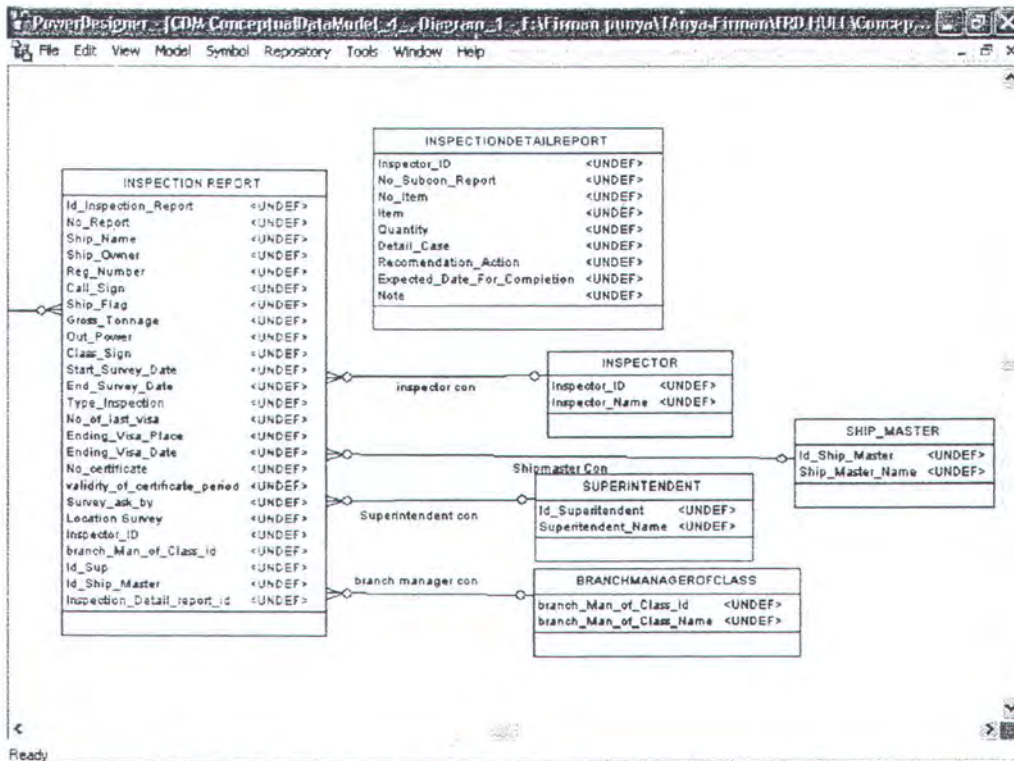 PowerDesigner - [CDM ConceptualDataModel_4, Diagram_1 - F:\Firman punya\TAnya-Firman\ERD HULL\Concep...
File Edit View Model Symbol Repository Tools Window Help
INSPECTIONDETAILREPORT
Inspector_ID <UNDEF>
No_Subcon_Report <UNDEF>
No_Item <UNDEF>
Item <UNDEF>
Quantity <UNDEF>
Detail_Case <UNDEF>
Recomendation_Action <UNDEF>
Expected_Date_For_Completion <UNDEF>
Note <UNDEF>
INSPECTION REPORT
Id_Inspection_Report <UNDEF>
No_Report <UNDEF>
Ship_Name <UNDEF>
Ship_Owner <UNDEF>
Reg_Number <UNDEF>
Call_Sign <UNDEF>
Ship_Flag <UNDEF>
Gross_Tonnage <UNDEF>
Out_Power <UNDEF>
Class_Sign <UNDEF>
Start_Survey_Date <UNDEF>
End_Survey_Date <UNDEF>
Type_Inspection <UNDEF>
No_of_last_visa <UNDEF>
Ending_Visa_Place <UNDEF>
Ending_Visa_Date <UNDEF>
No_certificate <UNDEF>
validity_of_certificate_period <UNDEF>
Survey_ask_by <UNDEF>
Location Survey <UNDEF>
Inspector_ID <UNDEF>
branch_Man_of_Class_id <UNDEF>
Id_Sup <UNDEF>
Id_Ship_Master <UNDEF>
Inspection_Detail_report_id <UNDEF>
inspector con
INSPECTOR
Inspector_ID <UNDEF>
Inspector_Name <UNDEF>
Shipmaster Con
SHIP_MASTER
Id_Ship_Master <UNDEF>
Ship_Master_Name <UNDEF>
Superintendent con
SUPERINTENDENT
Id_Superitendent <UNDEF>
Superitendent_Name <UNDEF>
branch manager con
BRANCHMANAGEROFCLASS
branch_Man_of_Class_Id <UNDEF>
branch_Man_of_Class_Name <UNDEF>
Ready